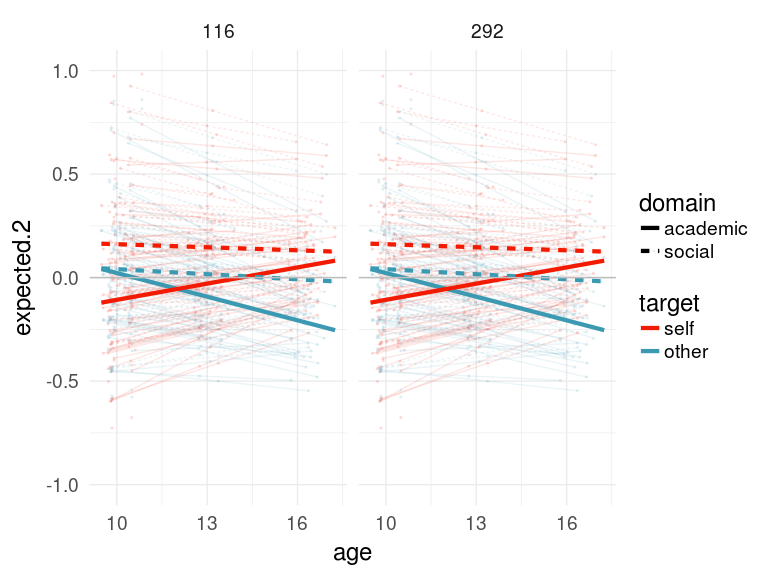 116 292
1.0
0.5
0.0
-0.5
-1.0
expected.2
10 13 16 10 13 16
age
domain
academic
social
target
self
other